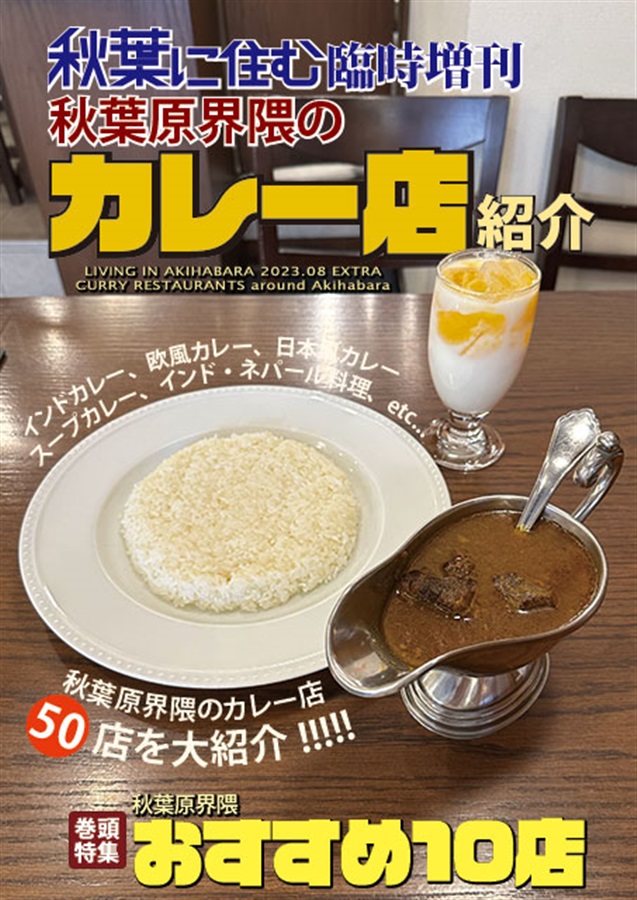 秋葉に住む臨時増刊
秋葉原界隈の
カレー店紹介
LIVING IN AKIHABARA 2023.08 EXTRA
CURRY RESTAURANTS around Akihabara
インドカレー、欧風カレー、日本風カレー
スープカレー、インド・ネパール料理、etc...
秋葉原界隈のカレー店
50店を大紹介!!!!!
秋葉原界隈
巻頭特集
おすすめ10店